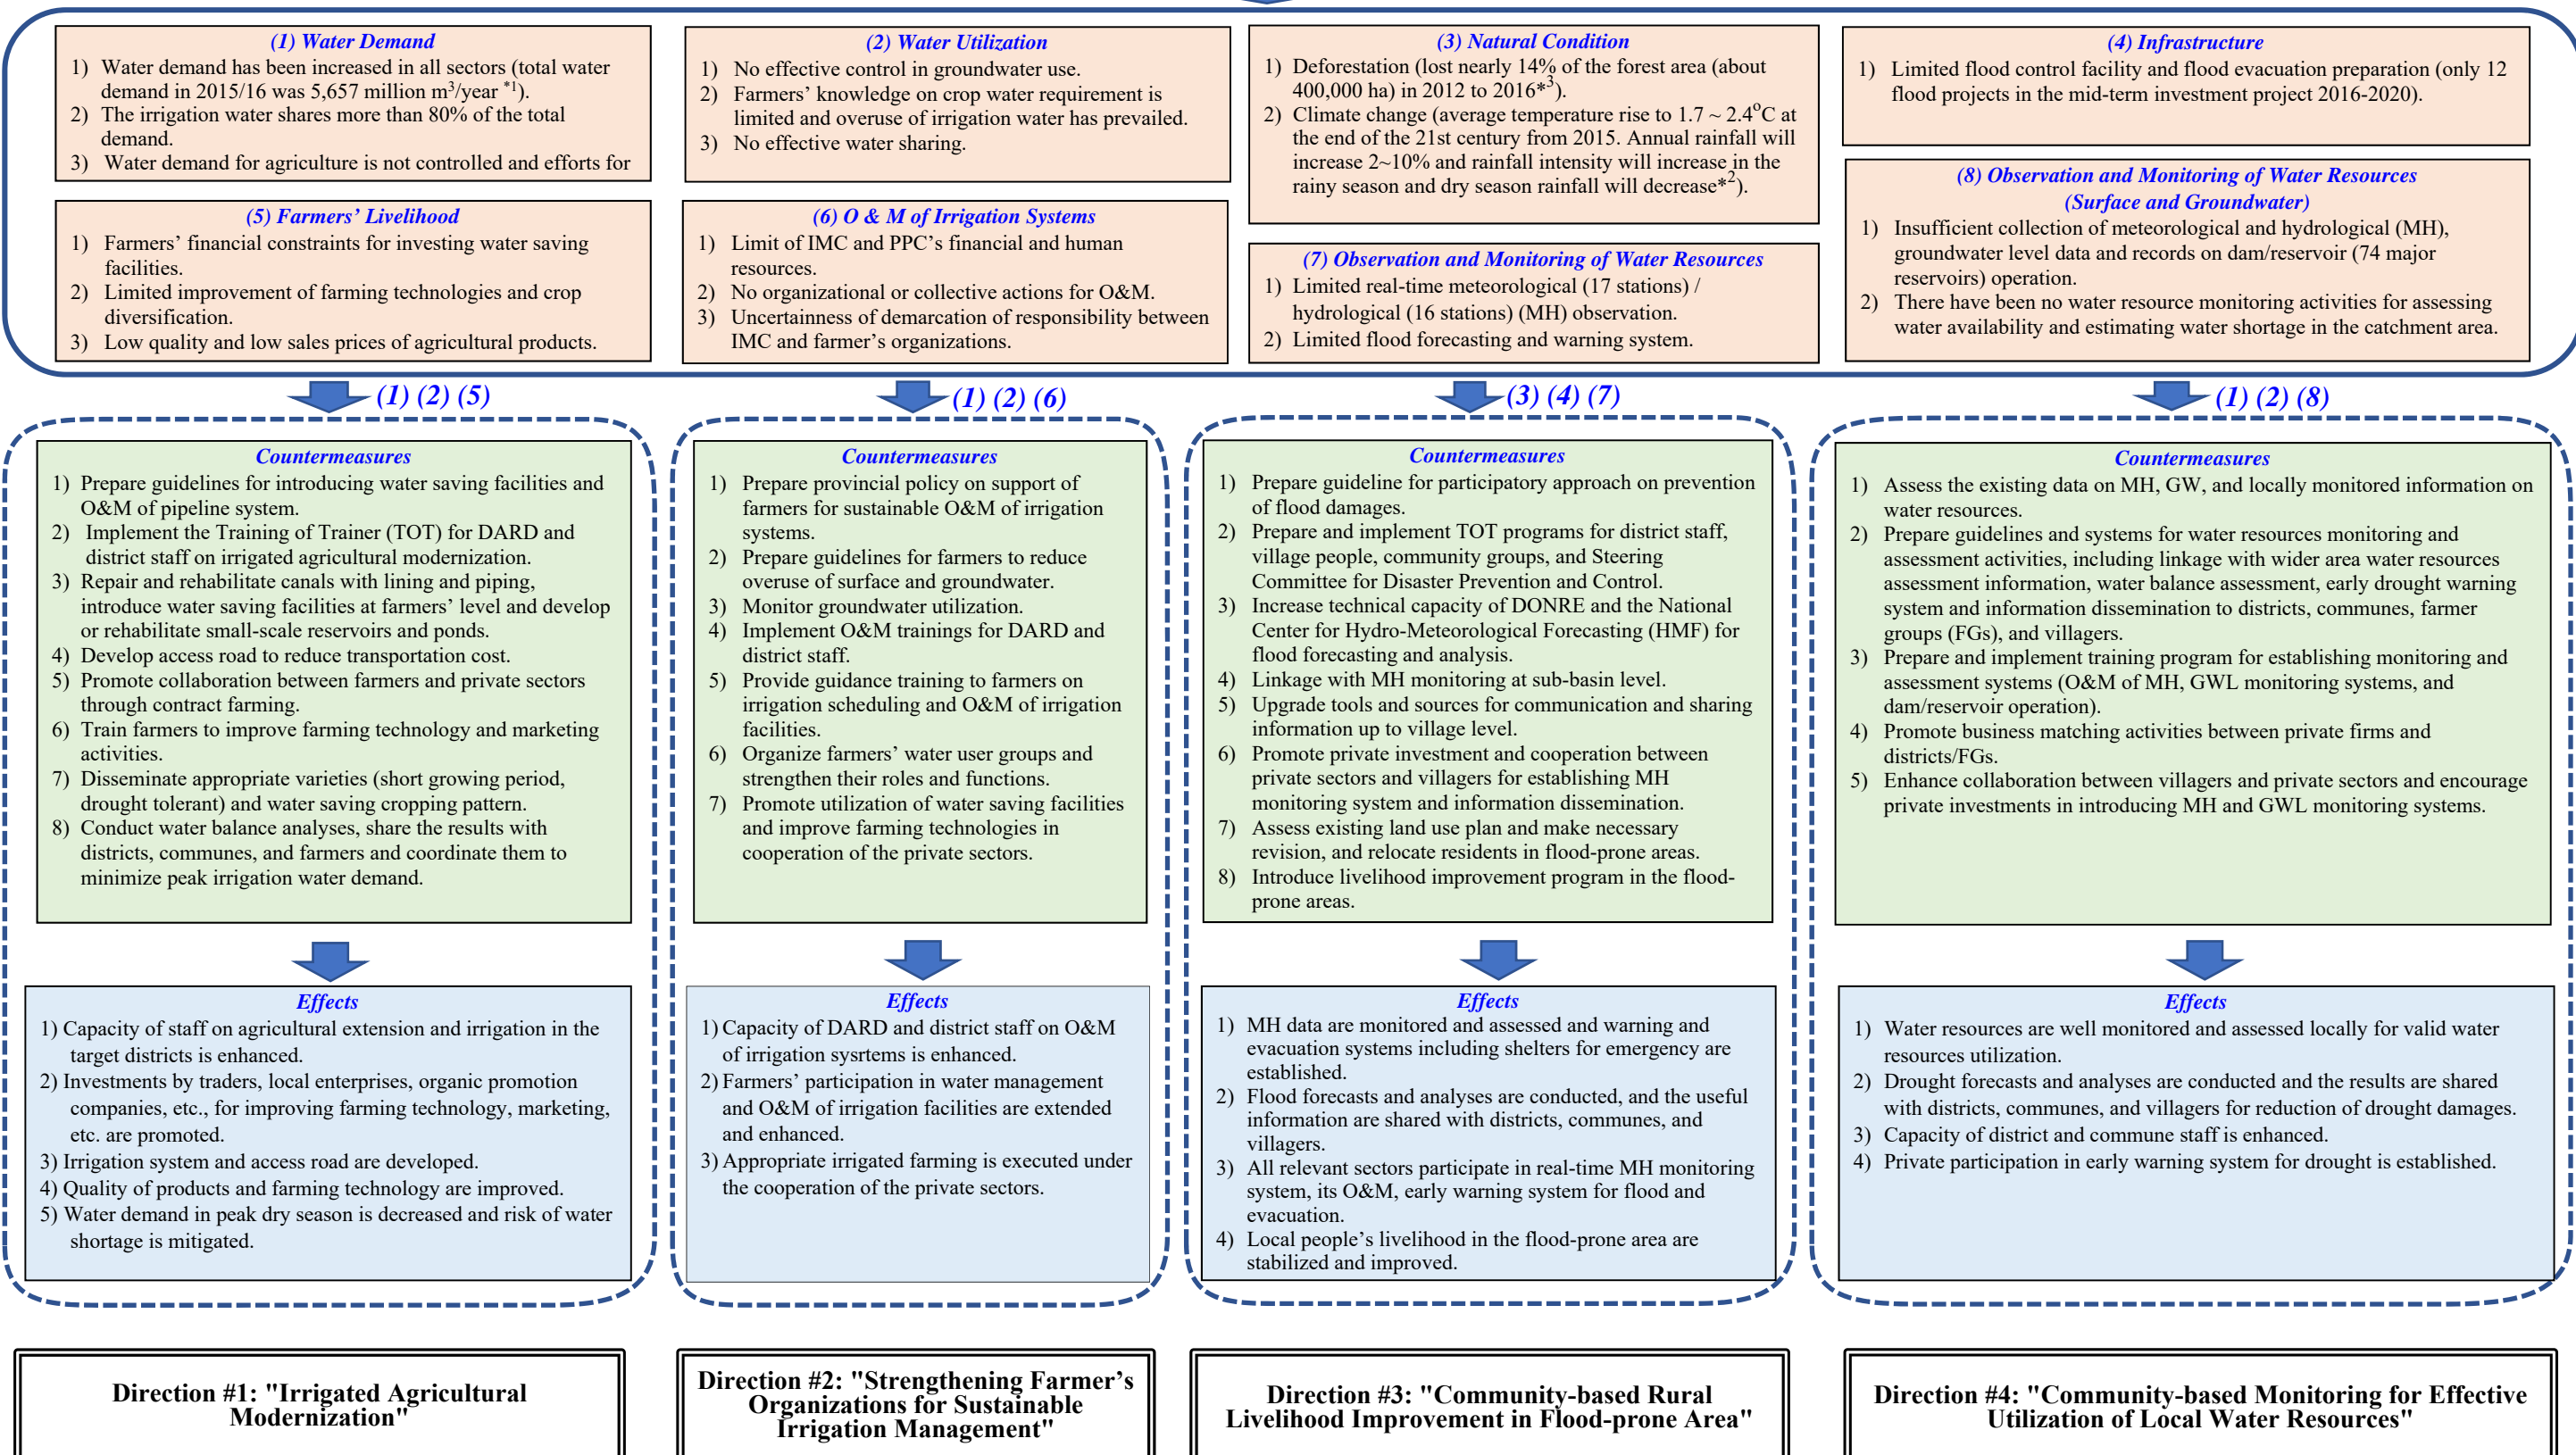 (1) Water Demand
1) Water demand has been increased in all sectors (total water
demand in 2015/16 was 5,657 million m³/year *1).
2) The irrigation water shares more than 80% of the total
demand.
3) Water demand for agriculture is not controlled and efforts for
(2) Water Utilization
1) No effective control in groundwater use.
2) Farmers' knowledge on crop water requirement is
limited and overuse of irrigation water has prevailed.
3) No effective water sharing.
(3) Natural Condition
1) Deforestation (lost nearly 14% of the forest area (about
400,000 ha) in 2012 to 2016*3).
2) Climate change (average temperature rise to 1.7 ~ 2.4oC at
the end of the 21st century from 2015. Annual rainfall will
increase 2~10% and rainfall intensity will increase in the
rainy season and dry season rainfall will decrease*2).
(4) Infrastructure
1) Limited flood control facility and flood evacuation preparation (only 12
flood projects in the mid-term investment project 2016-2020).
(5) Farmers' Livelihood
1) Farmers' financial constraints for investing water saving
facilities.
2) Limited improvement of farming technologies and crop
diversification.
3) Low quality and low sales prices of agricultural products.
(6) O & M of Irrigation Systems
1) Limit of IMC and PPC's financial and human
resources.
2) No organizational or collective actions for O&M.
3) Uncertainness of demarcation of responsibility between
IMC and farmer's organizations.
(7) Observation and Monitoring of Water Resources
1) Limited real-time meteorological (17 stations) /
hydrological (16 stations) (MH) observation.
2) Limited flood forecasting and warning system.
(8) Observation and Monitoring of Water Resources
(Surface and Groundwater)
1) Insufficient collection of meteorological and hydrological (MH),
groundwater level data and records on dam/reservoir (74 major
reservoirs) operation.
2) There have been no water resource monitoring activities for assessing
water availability and estimating water shortage in the catchment area.
(1) (2) (5)
(1) (2) (6)
(3) (4) (7)
(1) (2) (8)
Countermeasures
1) Prepare guidelines for introducing water saving facilities and
O&M of pipeline system.
2) Implement the Training of Trainer (TOT) for DARD and
district staff on irrigated agricultural modernization.
3) Repair and rehabilitate canals with lining and piping,
introduce water saving facilities at farmers' level and develop
or rehabilitate small-scale reservoirs and ponds.
4) Develop access road to reduce transportation cost.
5) Promote collaboration between farmers and private sectors
through contract farming.
6) Train farmers to improve farming technology and marketing
activities.
7) Disseminate appropriate varieties (short growing period,
drought tolerant) and water saving cropping pattern.
8) Conduct water balance analyses, share the results with
districts, communes, and farmers and coordinate them to
minimize peak irrigation water demand.
Countermeasures
1) Prepare provincial policy on support of
farmers for sustainable O&M of irrigation
systems.
2) Prepare guidelines for farmers to reduce
overuse of surface and groundwater.
3) Monitor groundwater utilization.
4) Implement O&M trainings for DARD and
district staff.
5) Provide guidance training to farmers on
irrigation scheduling and O&M of irrigation
facilities.
6) Organize farmers' water user groups and
strengthen their roles and functions.
7) Promote utilization of water saving facilities
and improve farming technologies in
cooperation of the private sectors.
Countermeasures
1) Prepare guideline for participatory approach on prevention
of flood damages.
2) Prepare and implement TOT programs for district staff,
village people, community groups, and Steering
Committee for Disaster Prevention and Control.
3) Increase technical capacity of DONRE and the National
Center for Hydro-Meteorological Forecasting (HMF) for
flood forecasting and analysis.
4) Linkage with MH monitoring at sub-basin level.
5) Upgrade tools and sources for communication and sharing
information up to village level.
6) Promote private investment and cooperation between
private sectors and villagers for establishing MH
monitoring system and information dissemination.
7) Assess existing land use plan and make necessary
revision, and relocate residents in flood-prone areas.
8) Introduce livelihood improvement program in the flood-
prone areas.
Countermeasures
1) Assess the existing data on MH, GW, and locally monitored information on
water resources.
2) Prepare guidelines and systems for water resources monitoring and
assessment activities, including linkage with wider area water resources
assessment information, water balance assessment, early drought warning
system and information dissemination to districts, communes, farmer
groups (FGs), and villagers.
3) Prepare and implement training program for establishing monitoring and
assessment systems (O&M of MH, GWL monitoring systems, and
dam/reservoir operation).
4) Promote business matching activities between private firms and
districts/FGs.
5) Enhance collaboration between villagers and private sectors and encourage
private investments in introducing MH and GWL monitoring systems.
Effects
1) Capacity of staff on agricultural extension and irrigation in the
target districts is enhanced.
2) Investments by traders, local enterprises, organic promotion
companies, etc., for improving farming technology, marketing,
etc. are promoted.
3) Irrigation system and access road are developed.
4) Quality of products and farming technology are improved.
5) Water demand in peak dry season is decreased and risk of water
shortage is mitigated.
Effects
1) Capacity of DARD and district staff on O&M
of irrigation sysrtems is enhanced.
2) Farmers' participation in water management
and O&M of irrigation facilities are extended
and enhanced.
3) Appropriate irrigated farming is executed under
the cooperation of the private sectors.
Effects
1) MH data are monitored and assessed and warning and
evacuation systems including shelters for emergency are
established.
2) Flood forecasts and analyses are conducted, and the useful
information are shared with districts, communes, and
villagers.
3) All relevant sectors participate in real-time MH monitoring
system, its O&M, early warning system for flood and
evacuation.
4) Local people's livelihood in the flood-prone area are
stabilized and improved.
Effects
1) Water resources are well monitored and assessed locally for valid water
resources utilization.
2) Drought forecasts and analyses are conducted and the results are shared
with districts, communes, and villagers for reduction of drought damages.
3) Capacity of district and commune staff is enhanced.
4) Private participation in early warning system for drought is established.
Direction #1: "Irrigated Agricultural
Modernization"
Direction #2: "Strengthening Farmer's
Organizations for Sustainable
Irrigation Management"
Direction #3: "Community-based Rural
Livelihood Improvement in Flood-prone Area"
Direction #4: "Community-based Monitoring for Effective
Utilization of Local Water Resources"